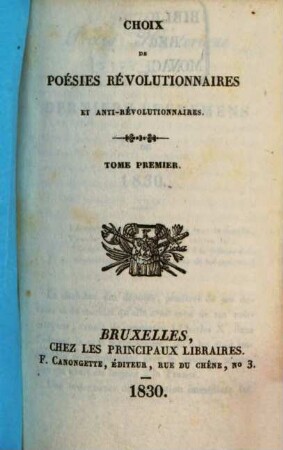 CHOIX
DE
POÉSIES RÉVOLUTIONNAIRES
ET ANTI-RÉVOLUTIONNAIRES.
TOME PREMIER.
BRUXELLES,
CHEZ LES PRINCIPAUX LIBRAIRES.
F. CANONGETTE, ÉDITEUR, RUE DU CHÊNE, NO 3.
1830.